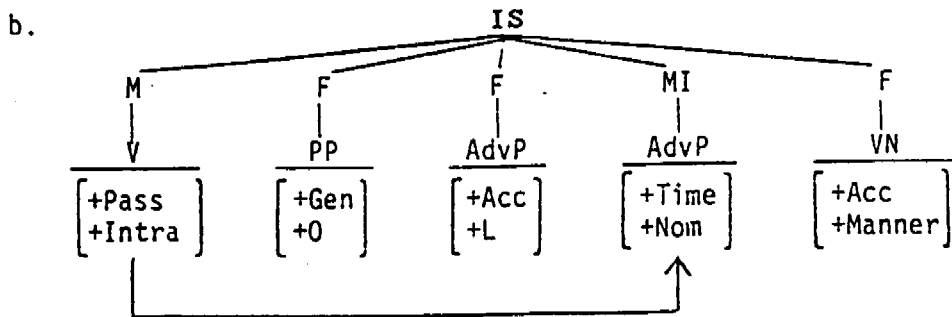 b. IS
M F F MI F
V PP AdvP AdvP VN
[+Pass [+Gen [+Acc [+Time [+Acc
+Intra] +O] +L] +Nom] +Manner]